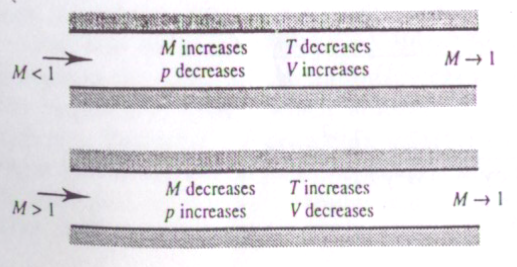 M increases T decreases
M < 1 p decreases V increases M → 1
M decreases T increases
M > 1 p increases V decreases M → 1